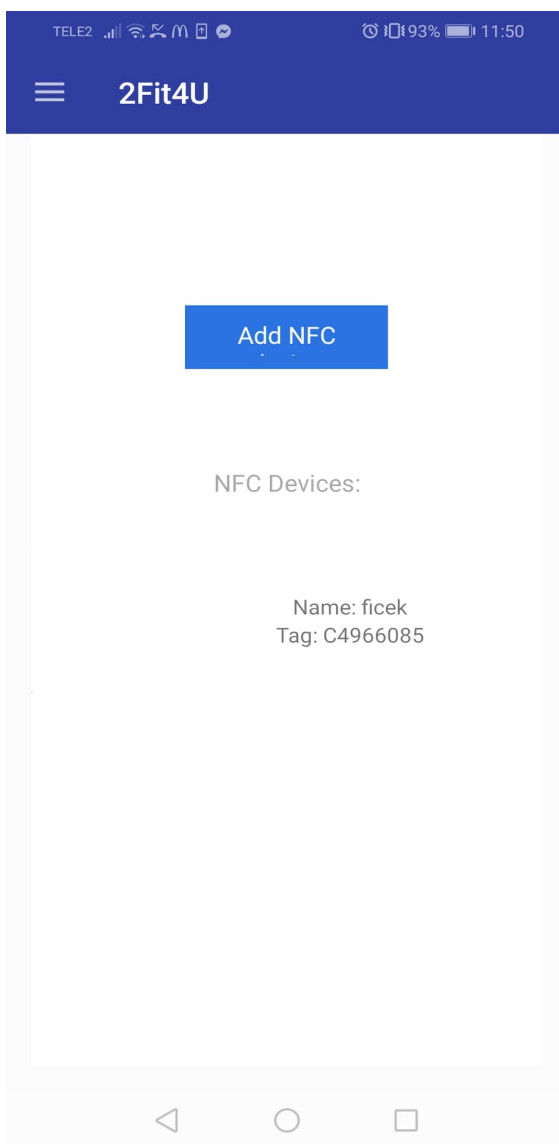 TELE2 93% 11:50
2Fit4U
Add NFC
NFC Devices:
Name: ficek
Tag: C4966085